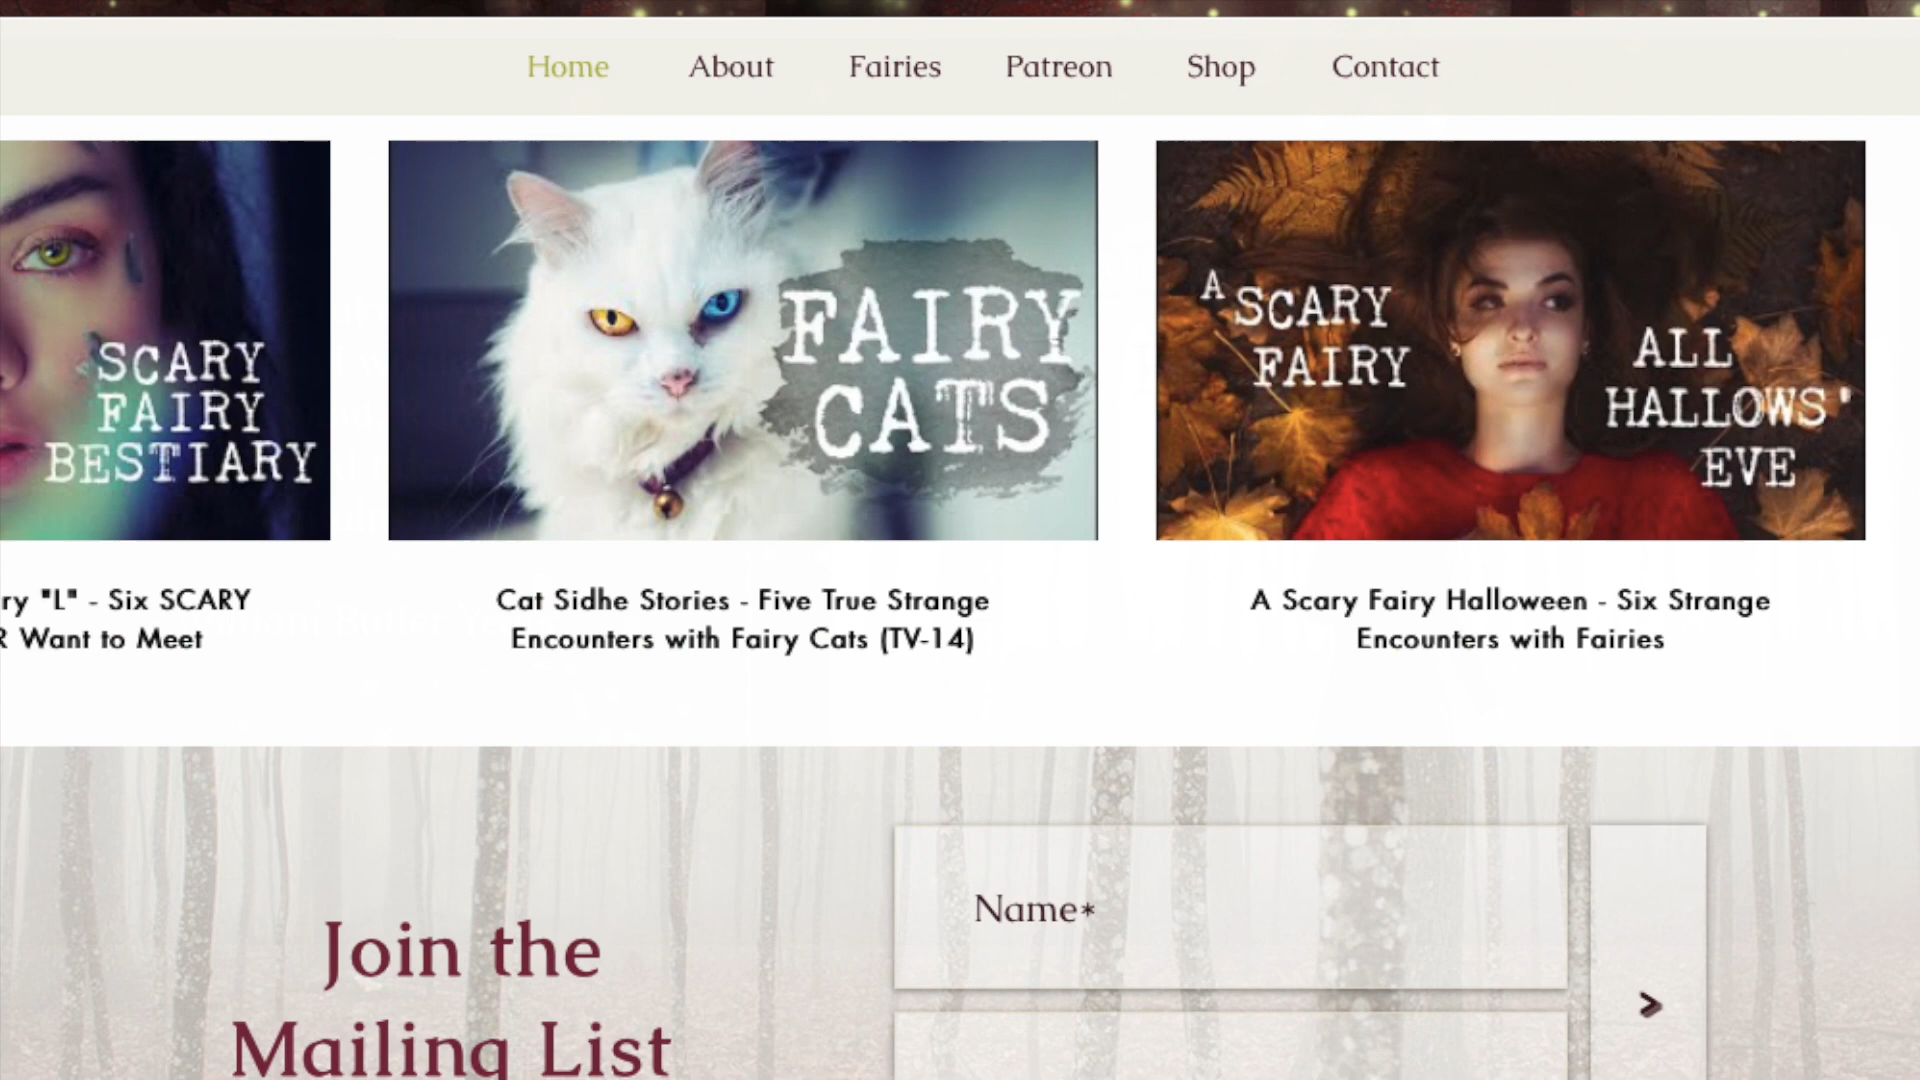 Home About Fairies Patreon Shop Contact
SCARY
FAIRY
BESTIARY
FAIRY
CATS
A SCARY
FAIRY
ALL
HALLOWS'
EVE
ry "L" - Six SCARY
R Want to Meet
Cat Sidhe Stories - Five True Strange
Encounters with Fairy Cats (TV-14)
A Scary Fairy Halloween - Six Strange
Encounters with Fairies
Join the
Mailing List
Name*
>